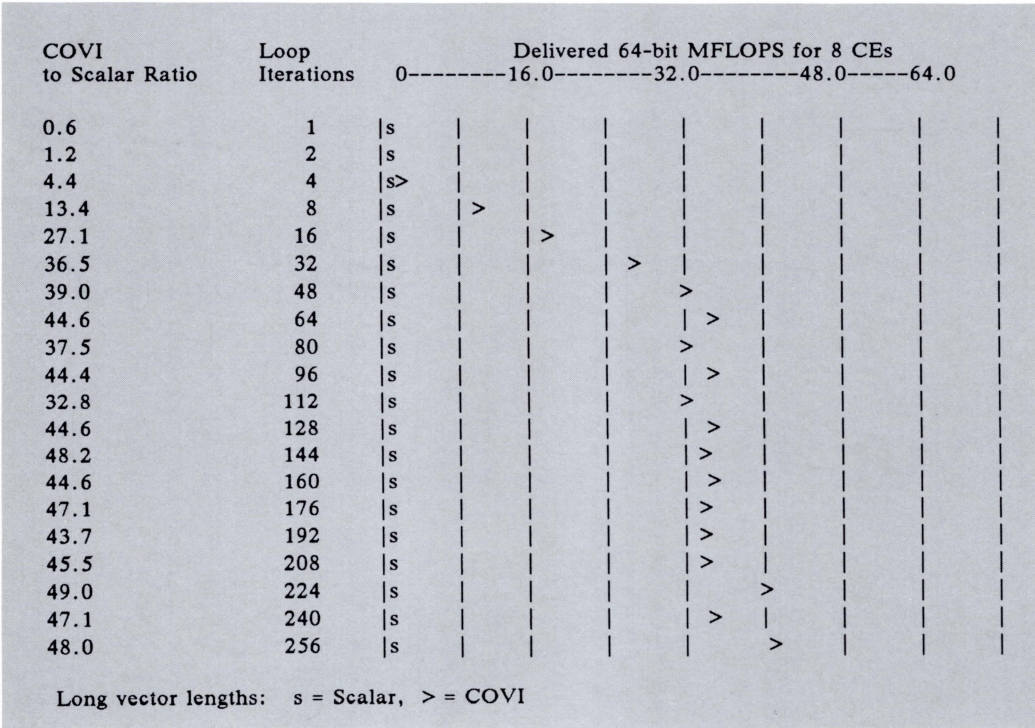 COVI Loop Delivered 64-bit MFLOPS for 8 CEs
to Scalar Ratio Iterations 0---------16.0---------32.0---------48.0------64.0
0.6 1 |s | | | | | | | |
1.2 2 |s | | | | | | | |
4.4 4 |s> | | | | | | | |
13.4 8 |s |> | | | | | | |
27.1 16 |s | | > | | | | | |
36.5 32 |s | | | > | | | | |
39.0 48 |s | | | > | | | |
44.6 64 |s | | | | > | | | |
37.5 80 |s | | | > | | | |
44.4 96 |s | | | | > | | | |
32.8 112 |s | | | > | | | |
44.6 128 |s | | | | > | | | |
48.2 144 |s | | | | > | | | |
44.6 160 |s | | | | > | | | |
47.1 176 |s | | | | > | | | |
43.7 192 |s | | | | > | | | |
45.5 208 |s | | | | > | | | |
49.0 224 |s | | | | > | | |
47.1 240 |s | | | | > | | | |
48.0 256 |s | | | | |> | | |
Long vector lengths: s = Scalar, > = COVI